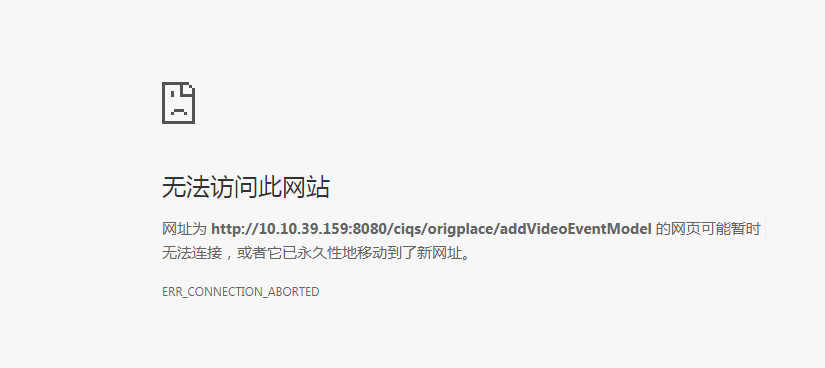 无法访问此网站
网址为 http://10.10.39.159:8080/ciqs/origplace/addVideoEventModel 的网页可能暂时
无法连接，或者它已永久性地移动到了新网址。
ERR_CONNECTION_ABORTED